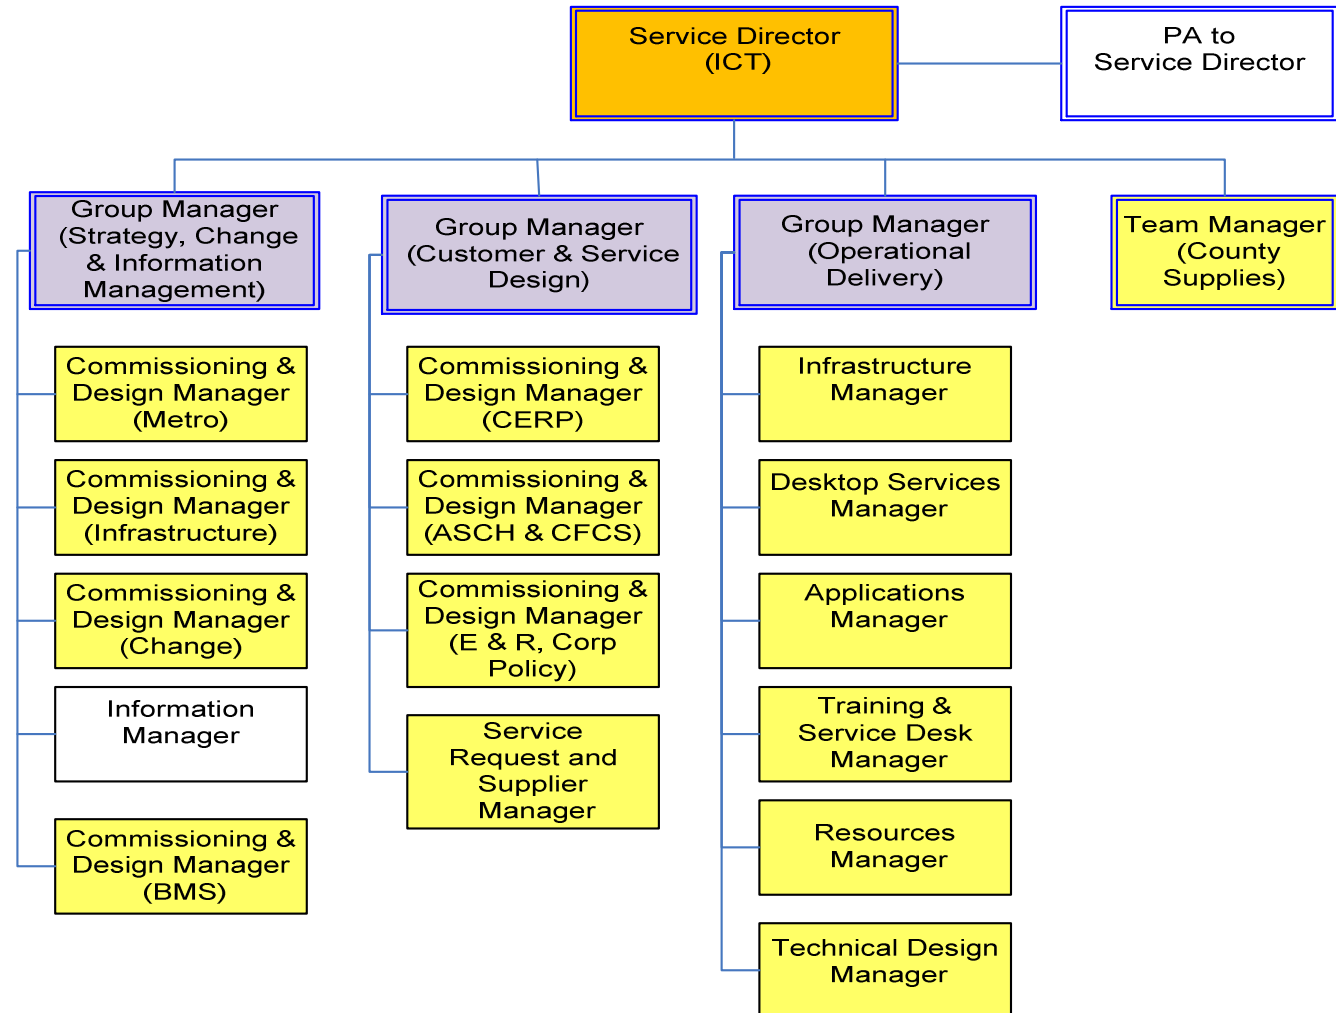 Service Director
(ICT)
PA to
Service Director
Group Manager
(Strategy, Change
& Information
Management)
Group Manager
(Customer & Service
Design)
Group Manager
(Operational
Delivery)
Team Manager
(County
Supplies)
Commissioning &
Design Manager
(Metro)
Commissioning &
Design Manager
(Infrastructure)
Commissioning &
Design Manager
(Change)
Information
Manager
Commissioning &
Design Manager
(BMS)
Commissioning &
Design Manager
(CERP)
Commissioning &
Design Manager
(ASCH & CFCS)
Commissioning &
Design Manager
(E & R, Corp
Policy)
Service
Request and
Supplier
Manager
Infrastructure
Manager
Desktop Services
Manager
Applications
Manager
Training &
Service Desk
Manager
Resources
Manager
Technical Design
Manager